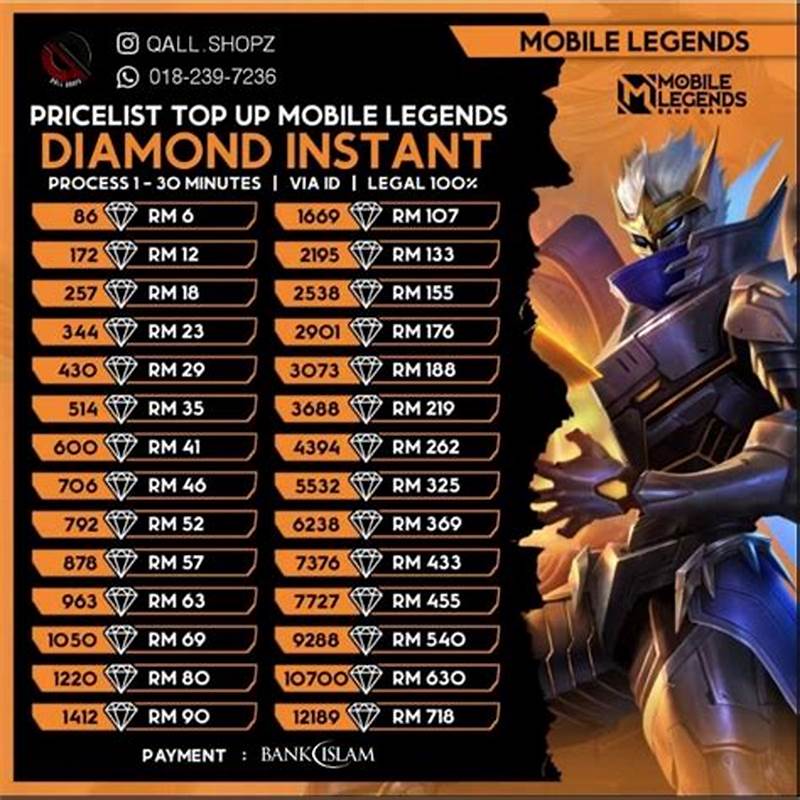 QALL.SHOPZ
018-239-7236
MOBILE LEGENDS
MOBILE
LEGENDS
BANG BANG
PRICELIST TOP UP MOBILE LEGENDS
DIAMOND INSTANT
PROCESS 1 - 30 MINUTES | VIA ID | LEGAL 100%
86 RM 6
172 RM 12
257 RM 18
344 RM 23
430 RM 29
514 RM 35
600 RM 41
706 RM 46
792 RM 52
878 RM 57
963 RM 63
1050 RM 69
1220 RM 80
1412 RM 90
1669 RM 107
2195 RM 133
2538 RM 155
2901 RM 176
3073 RM 188
3688 RM 219
4394 RM 262
5532 RM 325
6238 RM 369
7376 RM 433
7727 RM 455
9288 RM 540
10700 RM 630
12189 RM 718
PAYMENT : BANK ISLAM